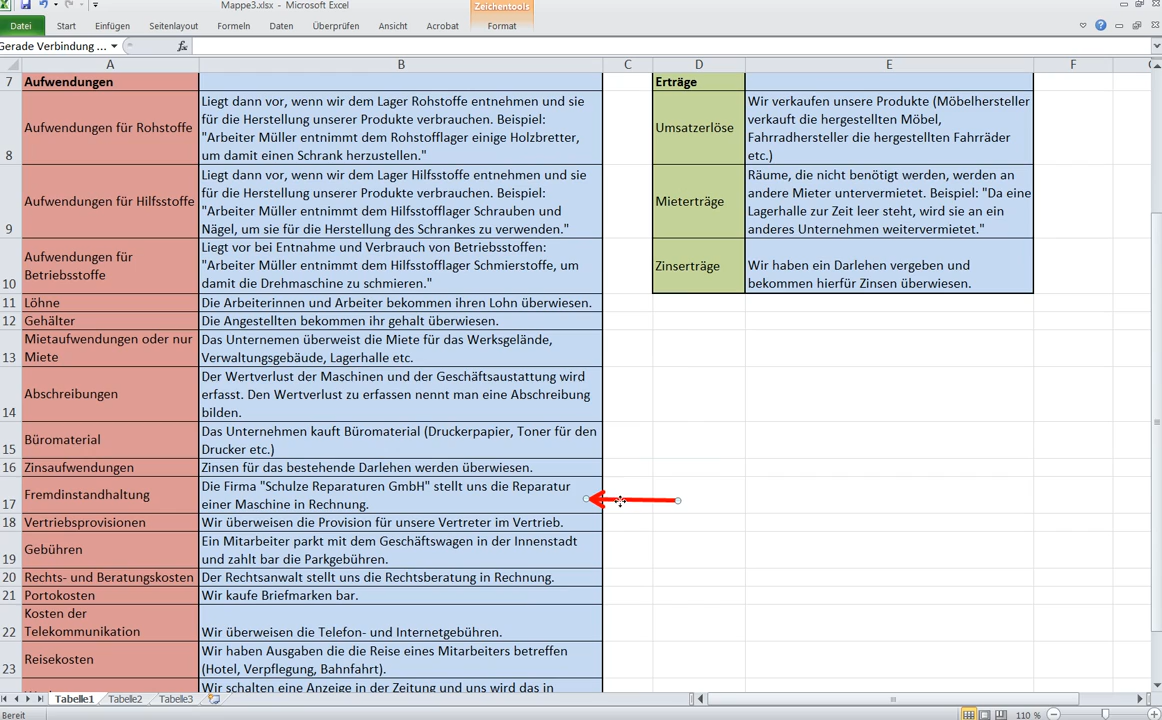 Mappe3.xlsx - Microsoft Excel
Zeichentools
Datei Start Einfügen Seitenlayout Formeln Daten Überprüfen Ansicht Acrobat Format
Gerade Verbindung ... fx
A B C D E F
7 Aufwendungen Erträge
8 Aufwendungen für Rohstoffe
Liegt dann vor, wenn wir dem Lager Rohstoffe entnehmen und sie
für die Herstellung unserer Produkte verbrauchen. Beispiel:
"Arbeiter Müller entnimmt dem Rohstofflager einige Holzbretter,
um damit einen Schrank herzustellen."
Umsatzerlöse
Wir verkaufen unsere Produkte (Möbelhersteller
verkauft die hergestellten Möbel,
Fahrradhersteller die hergestellten Fahrräder
etc.)
9 Aufwendungen für Hilfsstoffe
Liegt dann vor, wenn wir dem Lager Hilfsstoffe entnehmen und sie
für die Herstellung unserer Produkte verbrauchen. Beispiel:
"Arbeiter Müller entnimmt dem Hilfsstofflager Schrauben und
Nägel, um sie für die Herstellung des Schrankes zu verwenden."
Mieterträge
Räume, die nicht benötigt werden, werden an
andere Mieter untervermietet. Beispiel: "Da eine
Lagerhalle zur Zeit leer steht, wird sie an ein
anderes Unternehmen weitervermietet."
10 Aufwendungen für
Betriebsstoffe
Liegt vor bei Entnahme und Verbrauch von Betriebsstoffen:
"Arbeiter Müller entnimmt dem Hilfsstofflager Schmierstoffe, um
damit die Drehmaschine zu schmieren."
Zinserträge
Wir haben ein Darlehen vergeben und
bekommen hierfür Zinsen überwiesen.
11 Löhne Die Arbeiterinnen und Arbeiter bekommen ihren Lohn überwiesen.
12 Gehälter Die Angestellten bekommen ihr gehalt überwiesen.
13 Mietaufwendungen oder nur
Miete
Das Unternemen überweist die Miete für das Werksgelände,
Verwaltungsgebäude, Lagerhalle etc.
14 Abschreibungen
Der Wertverlust der Maschinen und der Geschäftsaustattung wird
erfasst. Den Wertverlust zu erfassen nennt man eine Abschreibung
bilden.
15 Büromaterial
Das Unternehmen kauft Büromaterial (Druckerpapier, Toner für den
Drucker etc.)
16 Zinsaufwendungen Zinsen für das bestehende Darlehen werden überwiesen.
17 Fremdinstandhaltung
Die Firma "Schulze Reparaturen GmbH" stellt uns die Reparatur
einer Maschine in Rechnung.
18 Vertriebsprovisionen Wir überweisen die Provision für unsere Vertreter im Vertrieb.
19 Gebühren
Ein Mitarbeiter parkt mit dem Geschäftswagen in der Innenstadt
und zahlt bar die Parkgebühren.
20 Rechts- und Beratungskosten Der Rechtsanwalt stellt uns die Rechtsberatung in Rechnung.
21 Portokosten Wir kaufe Briefmarken bar.
22 Kosten der
Telekommunikation
Wir überweisen die Telefon- und Internetgebühren.
23 Reisekosten
Wir haben Ausgaben die die Reise eines Mitarbeiters betreffen
(Hotel, Verpflegung, Bahnfahrt).
Wir schalten eine Anzeige in der Zeitung und uns wird das in
Tabelle1 Tabelle2 Tabelle3
Bereit 110 %